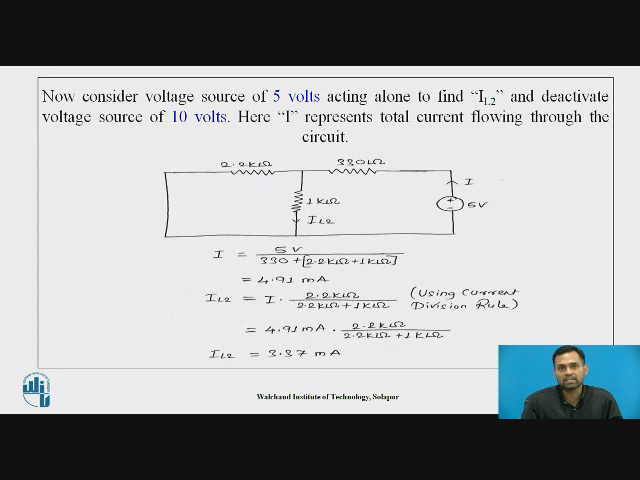 Now consider voltage source of 5 volts acting alone to find “I_L2” and deactivate
voltage source of 10 volts. Here “I” represents total current flowing through the
circuit.
2.2KΩ
330Ω
I
1KΩ
5V
I_L2
I = 5V / 330+[2.2KΩ+1KΩ]
= 4.91 mA
I_L2 = I · 2.2KΩ / 2.2KΩ+1KΩ (Using Current
Division Rule)
= 4.91 mA · 2.2KΩ / 2.2KΩ+1KΩ
I_L2 = 3.37 mA
Walchand Institute of Technology, Solapur